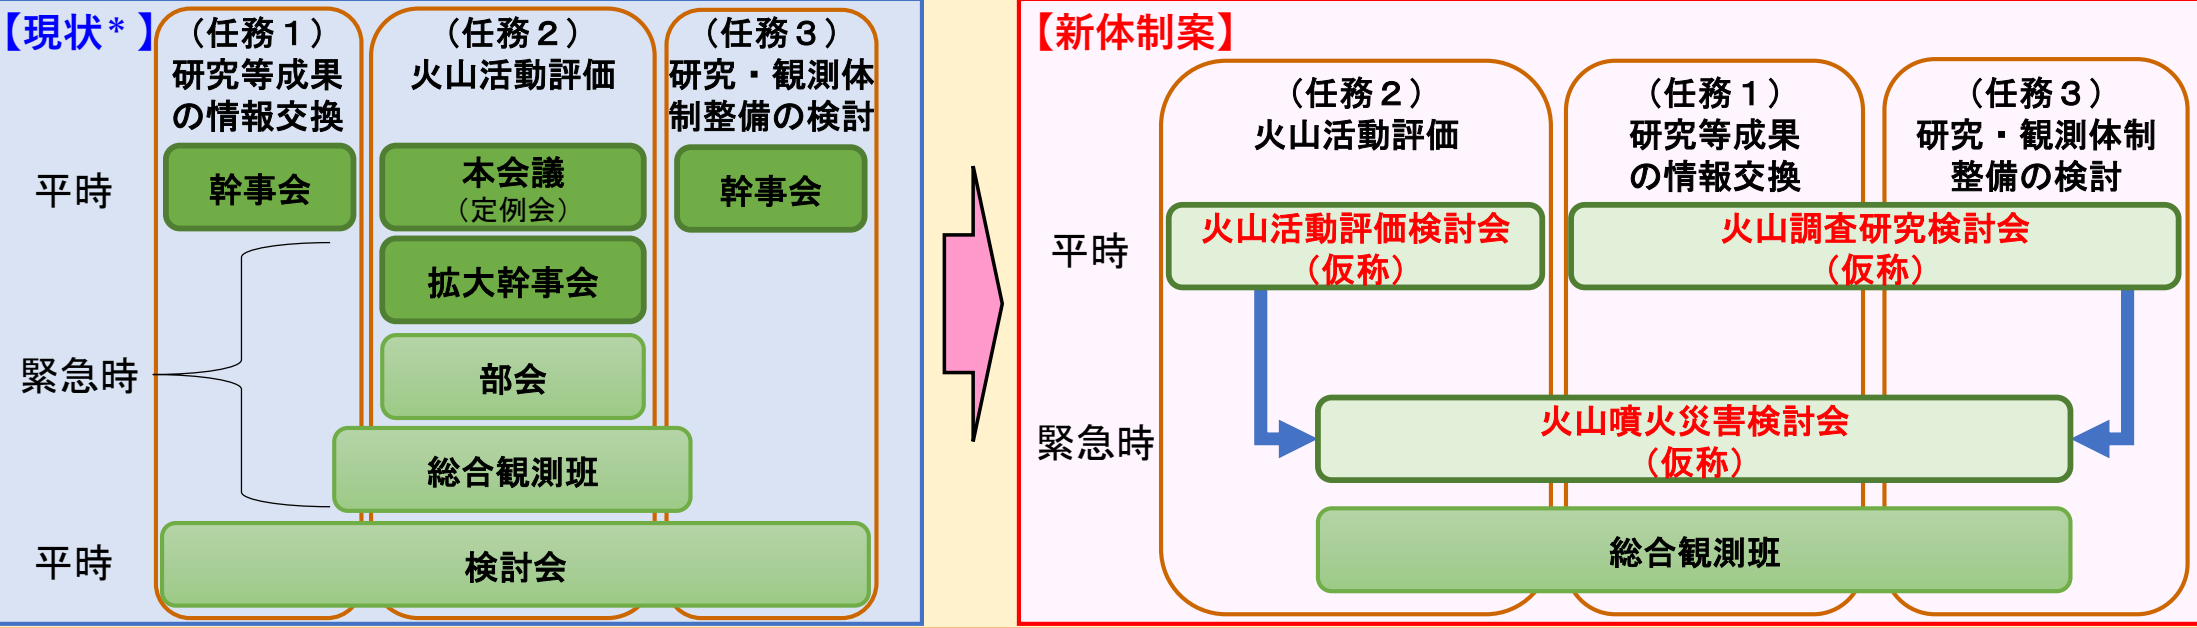 【現状*】
（任務１）
研究等成果
の情報交換
（任務２）
火山活動評価
（任務３）
研究・観測体
制整備の検討
平時
幹事会
本会議
（定例会）
幹事会
拡大幹事会
緊急時
部会
総合観測班
平時
検討会
【新体制案】
（任務２）
火山活動評価
（任務１）
研究等成果
の情報交換
（任務３）
研究・観測体制
整備の検討
平時
火山活動評価検討会
（仮称）
火山調査研究検討会
（仮称）
緊急時
火山噴火災害検討会
（仮称）
総合観測班